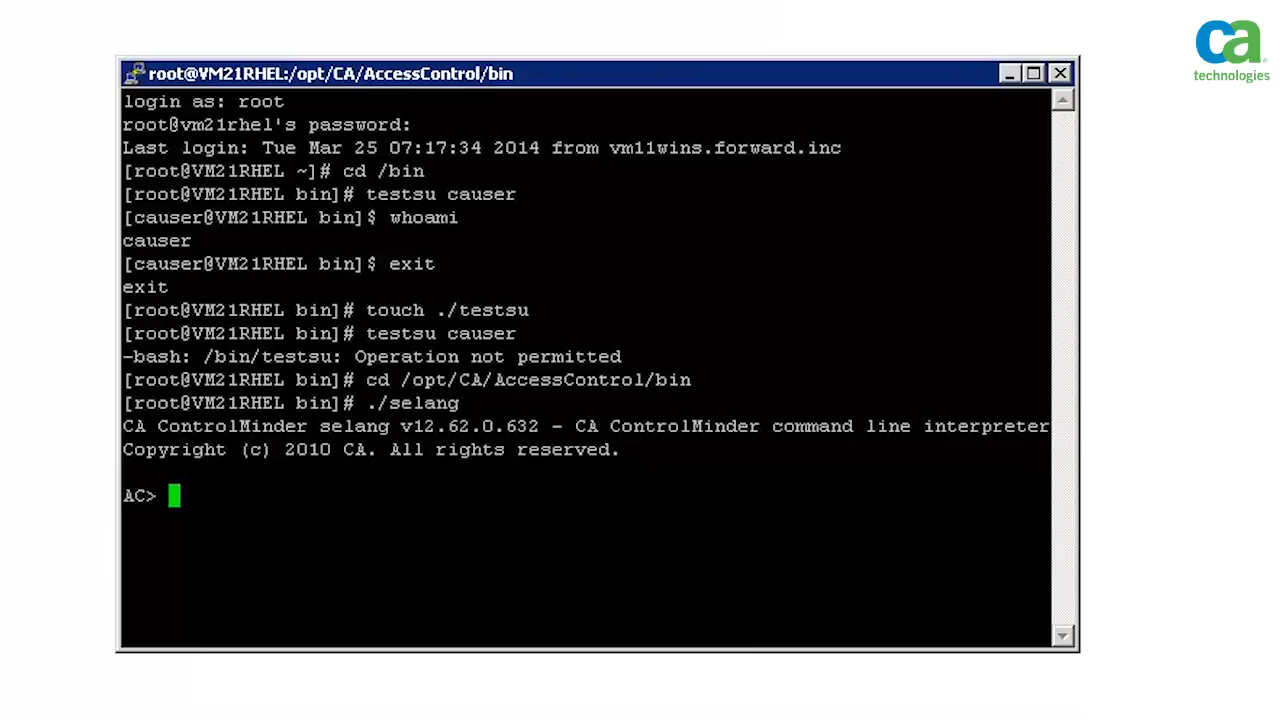 root@VM21RHEL:/opt/CA/AccessControl/bin
ca
technologies
login as: root
root@vm21rhel's password:
Last login: Tue Mar 25 07:17:34 2014 from vm11wins.forward.inc
[root@VM21RHEL ~]# cd /bin
[root@VM21RHEL bin]# testsu causer
[causer@VM21RHEL bin]$ whoami
causer
[causer@VM21RHEL bin]$ exit
exit
[root@VM21RHEL bin]# touch ./testsu
[root@VM21RHEL bin]# testsu causer
-bash: /bin/testsu: Operation not permitted
[root@VM21RHEL bin]# cd /opt/CA/AccessControl/bin
[root@VM21RHEL bin]# ./selang
CA ControlMinder selang v12.62.0.632 - CA ControlMinder command line interpreter
Copyright (c) 2010 CA. All rights reserved.
AC>